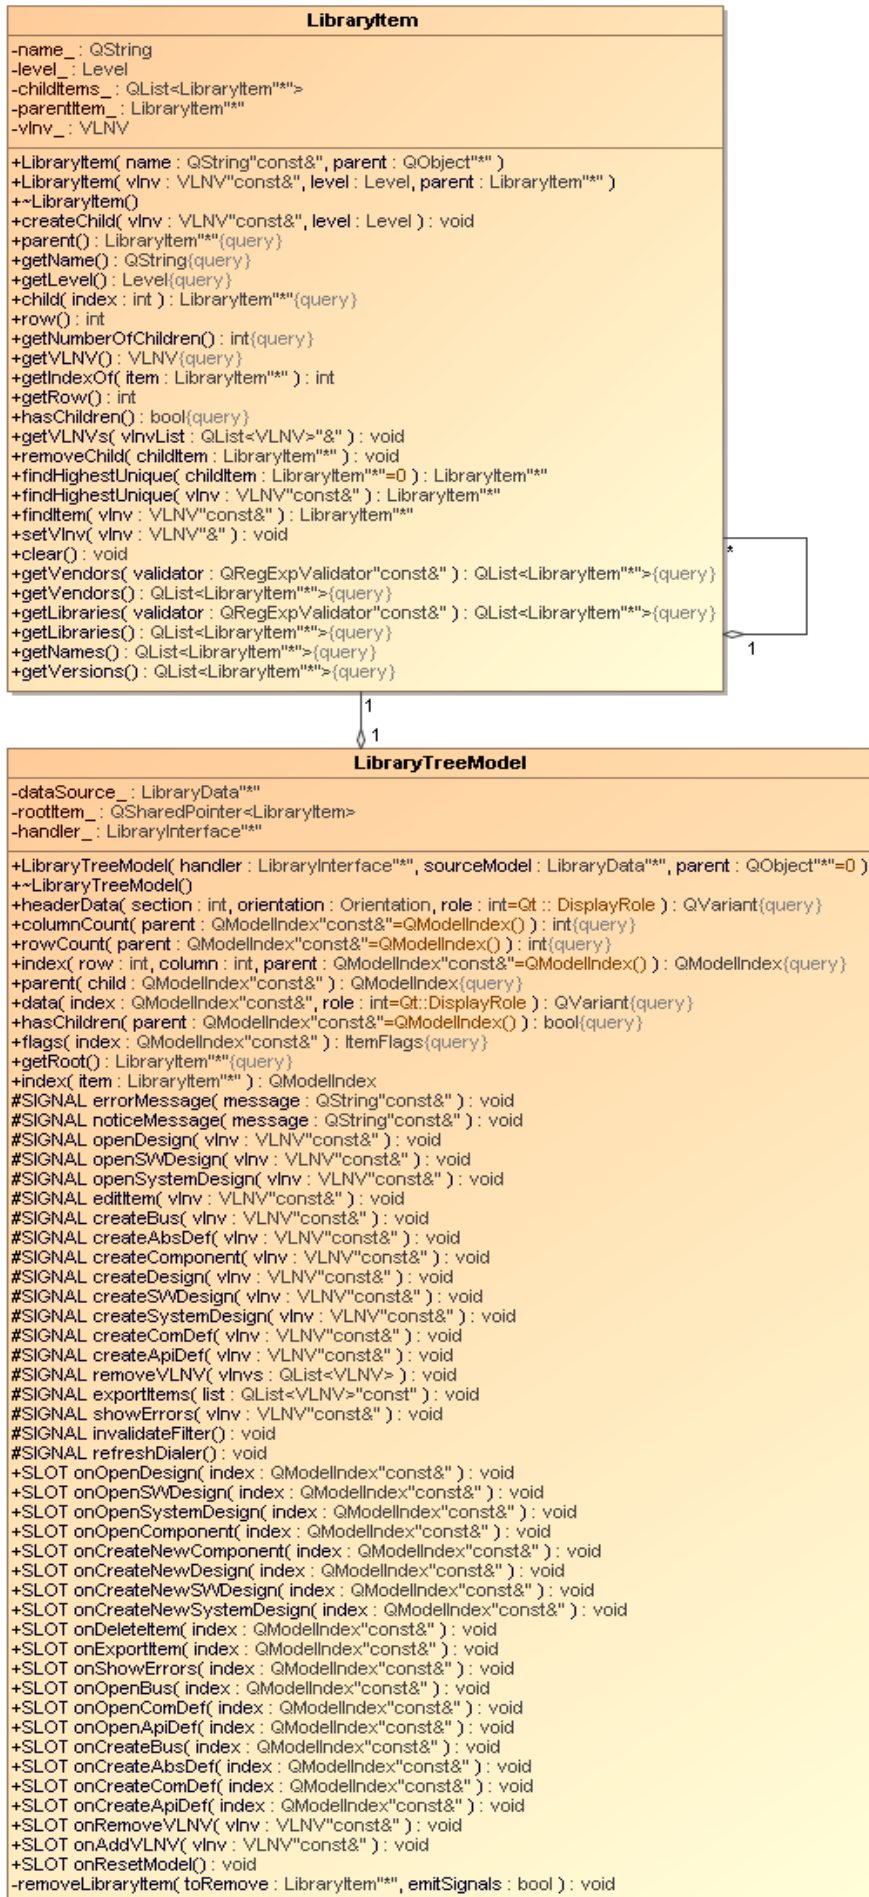 LibraryItem
-name_ : QString
-level_ : Level
-childItems_ : QList<LibraryItem"*">
-parentItem_ : LibraryItem"*"
-vlnv_ : VLNV
+LibraryItem( name : QString"const&", parent : QObject"*" )
+LibraryItem( vlnv : VLNV"const&", level : Level, parent : LibraryItem"*" )
+~LibraryItem()
+createChild( vlnv : VLNV"const&", level : Level ) : void
+parent() : LibraryItem"*"{query}
+getName() : QString{query}
+getLevel() : Level{query}
+child( index : int ) : LibraryItem"*"{query}
+row() : int
+getNumberOfChildren() : int{query}
+getVLNV() : VLNV{query}
+getIndexOf( item : LibraryItem"*" ) : int
+getRow() : int
+hasChildren() : bool{query}
+getVLNVs( vlnvList : QList<VLNV>"&" ) : void
+removeChild( childItem : LibraryItem"*" ) : void
+findHighestUnique( childItem : LibraryItem"*"=0 ) : LibraryItem"*"
+findHighestUnique( vlnv : VLNV"const&" ) : LibraryItem"*"
+findItem( vlnv : VLNV"const&" ) : LibraryItem"*"
+setVlnv( vlnv : VLNV"&" ) : void
+clear() : void
+getVendors( validator : QRegExpValidator"const&" ) : QList<LibraryItem"*">{query}
+getVendors() : QList<LibraryItem"*">{query}
+getLibraries( validator : QRegExpValidator"const&" ) : QList<LibraryItem"*">{query}
+getLibraries() : QList<LibraryItem"*">{query}
+getNames() : QList<LibraryItem"*">{query}
+getVersions() : QList<LibraryItem"*">{query}
*
1
1
1
LibraryTreeModel
-dataSource_ : LibraryData"*"
-rootItem_ : QSharedPointer<LibraryItem>
-handler_ : LibraryInterface"*"
+LibraryTreeModel( handler : LibraryInterface"*", sourceModel : LibraryData"*", parent : QObject"*"=0 )
+~LibraryTreeModel()
+headerData( section : int, orientation : Orientation, role : int=Qt :: DisplayRole ) : QVariant{query}
+columnCount( parent : QModelIndex"const&"=QModelIndex() ) : int{query}
+rowCount( parent : QModelIndex"const&"=QModelIndex() ) : int{query}
+index( row : int, column : int, parent : QModelIndex"const&"=QModelIndex() ) : QModelIndex{query}
+parent( child : QModelIndex"const&" ) : QModelIndex{query}
+data( index : QModelIndex"const&", role : int=Qt::DisplayRole ) : QVariant{query}
+hasChildren( parent : QModelIndex"const&"=QModelIndex() ) : bool{query}
+flags( index : QModelIndex"const&" ) : ItemFlags{query}
+getRoot() : LibraryItem"*"{query}
+index( item : LibraryItem"*" ) : QModelIndex
#SIGNAL errorMessage( message : QString"const&" ) : void
#SIGNAL noticeMessage( message : QString"const&" ) : void
#SIGNAL openDesign( vlnv : VLNV"const&" ) : void
#SIGNAL openSWDesign( vlnv : VLNV"const&" ) : void
#SIGNAL openSystemDesign( vlnv : VLNV"const&" ) : void
#SIGNAL editItem( vlnv : VLNV"const&" ) : void
#SIGNAL createBus( vlnv : VLNV"const&" ) : void
#SIGNAL createAbsDef( vlnv : VLNV"const&" ) : void
#SIGNAL createComponent( vlnv : VLNV"const&" ) : void
#SIGNAL createDesign( vlnv : VLNV"const&" ) : void
#SIGNAL createSWDesign( vlnv : VLNV"const&" ) : void
#SIGNAL createSystemDesign( vlnv : VLNV"const&" ) : void
#SIGNAL createComDef( vlnv : VLNV"const&" ) : void
#SIGNAL createApiDef( vlnv : VLNV"const&" ) : void
#SIGNAL removeVLNV( vlnvs : QList<VLNV> ) : void
#SIGNAL exportItems( list : QList<VLNV>"const" ) : void
#SIGNAL showErrors( vlnv : VLNV"const&" ) : void
#SIGNAL invalidateFilter() : void
#SIGNAL refreshDialer() : void
+SLOT onOpenDesign( index : QModelIndex"const&" ) : void
+SLOT onOpenSWDesign( index : QModelIndex"const&" ) : void
+SLOT onOpenSystemDesign( index : QModelIndex"const&" ) : void
+SLOT onOpenComponent( index : QModelIndex"const&" ) : void
+SLOT onCreateNewComponent( index : QModelIndex"const&" ) : void
+SLOT onCreateNewDesign( index : QModelIndex"const&" ) : void
+SLOT onCreateNewSWDesign( index : QModelIndex"const&" ) : void
+SLOT onCreateNewSystemDesign( index : QModelIndex"const&" ) : void
+SLOT onDeleteItem( index : QModelIndex"const&" ) : void
+SLOT onExportItem( index : QModelIndex"const&" ) : void
+SLOT onShowErrors( index : QModelIndex"const&" ) : void
+SLOT onOpenBus( index : QModelIndex"const&" ) : void
+SLOT onOpenComDef( index : QModelIndex"const&" ) : void
+SLOT onOpenApiDef( index : QModelIndex"const&" ) : void
+SLOT onCreateBus( index : QModelIndex"const&" ) : void
+SLOT onCreateAbsDef( index : QModelIndex"const&" ) : void
+SLOT onCreateComDef( index : QModelIndex"const&" ) : void
+SLOT onCreateApiDef( index : QModelIndex"const&" ) : void
+SLOT onRemoveVLNV( vlnv : VLNV"const&" ) : void
+SLOT onAddVLNV( vlnv : VLNV"const&" ) : void
+SLOT onResetModel() : void
-removeLibraryItem( toRemove : LibraryItem"*", emitSignals : bool ) : void